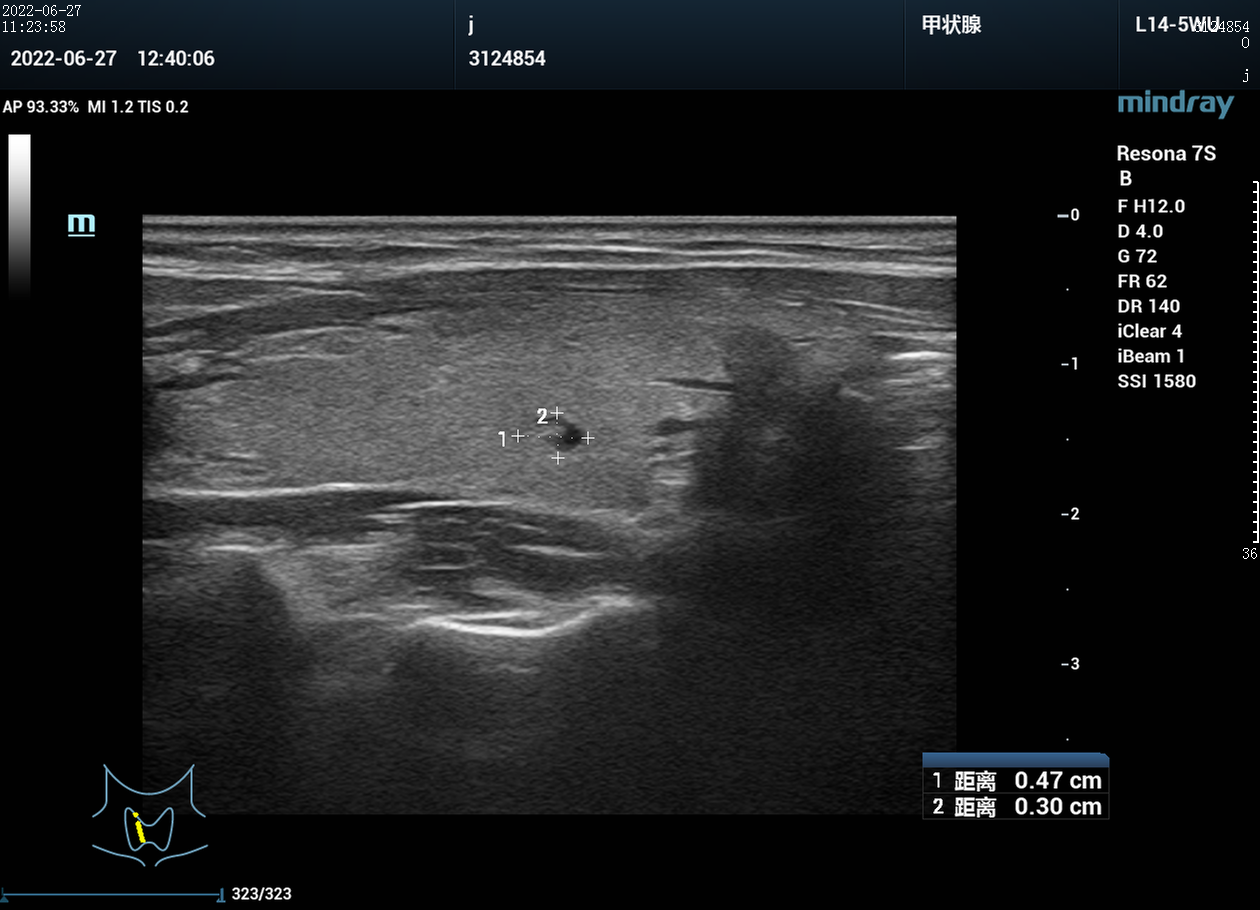 2022-06-27
11:23:58
2022-06-27 12:40:06
j
3124854
甲状腺
L14-5WU
3124854
0
j
AP 93.33% MI 1.2 TIS 0.2
mindray
Resona 7S
B
F H12.0
D 4.0
G 72
FR 62
DR 140
iClear 4
iBeam 1
SSI 1580
m
0
1
2
3
36
2
1
1 距离 0.47 cm
2 距离 0.30 cm
323/323